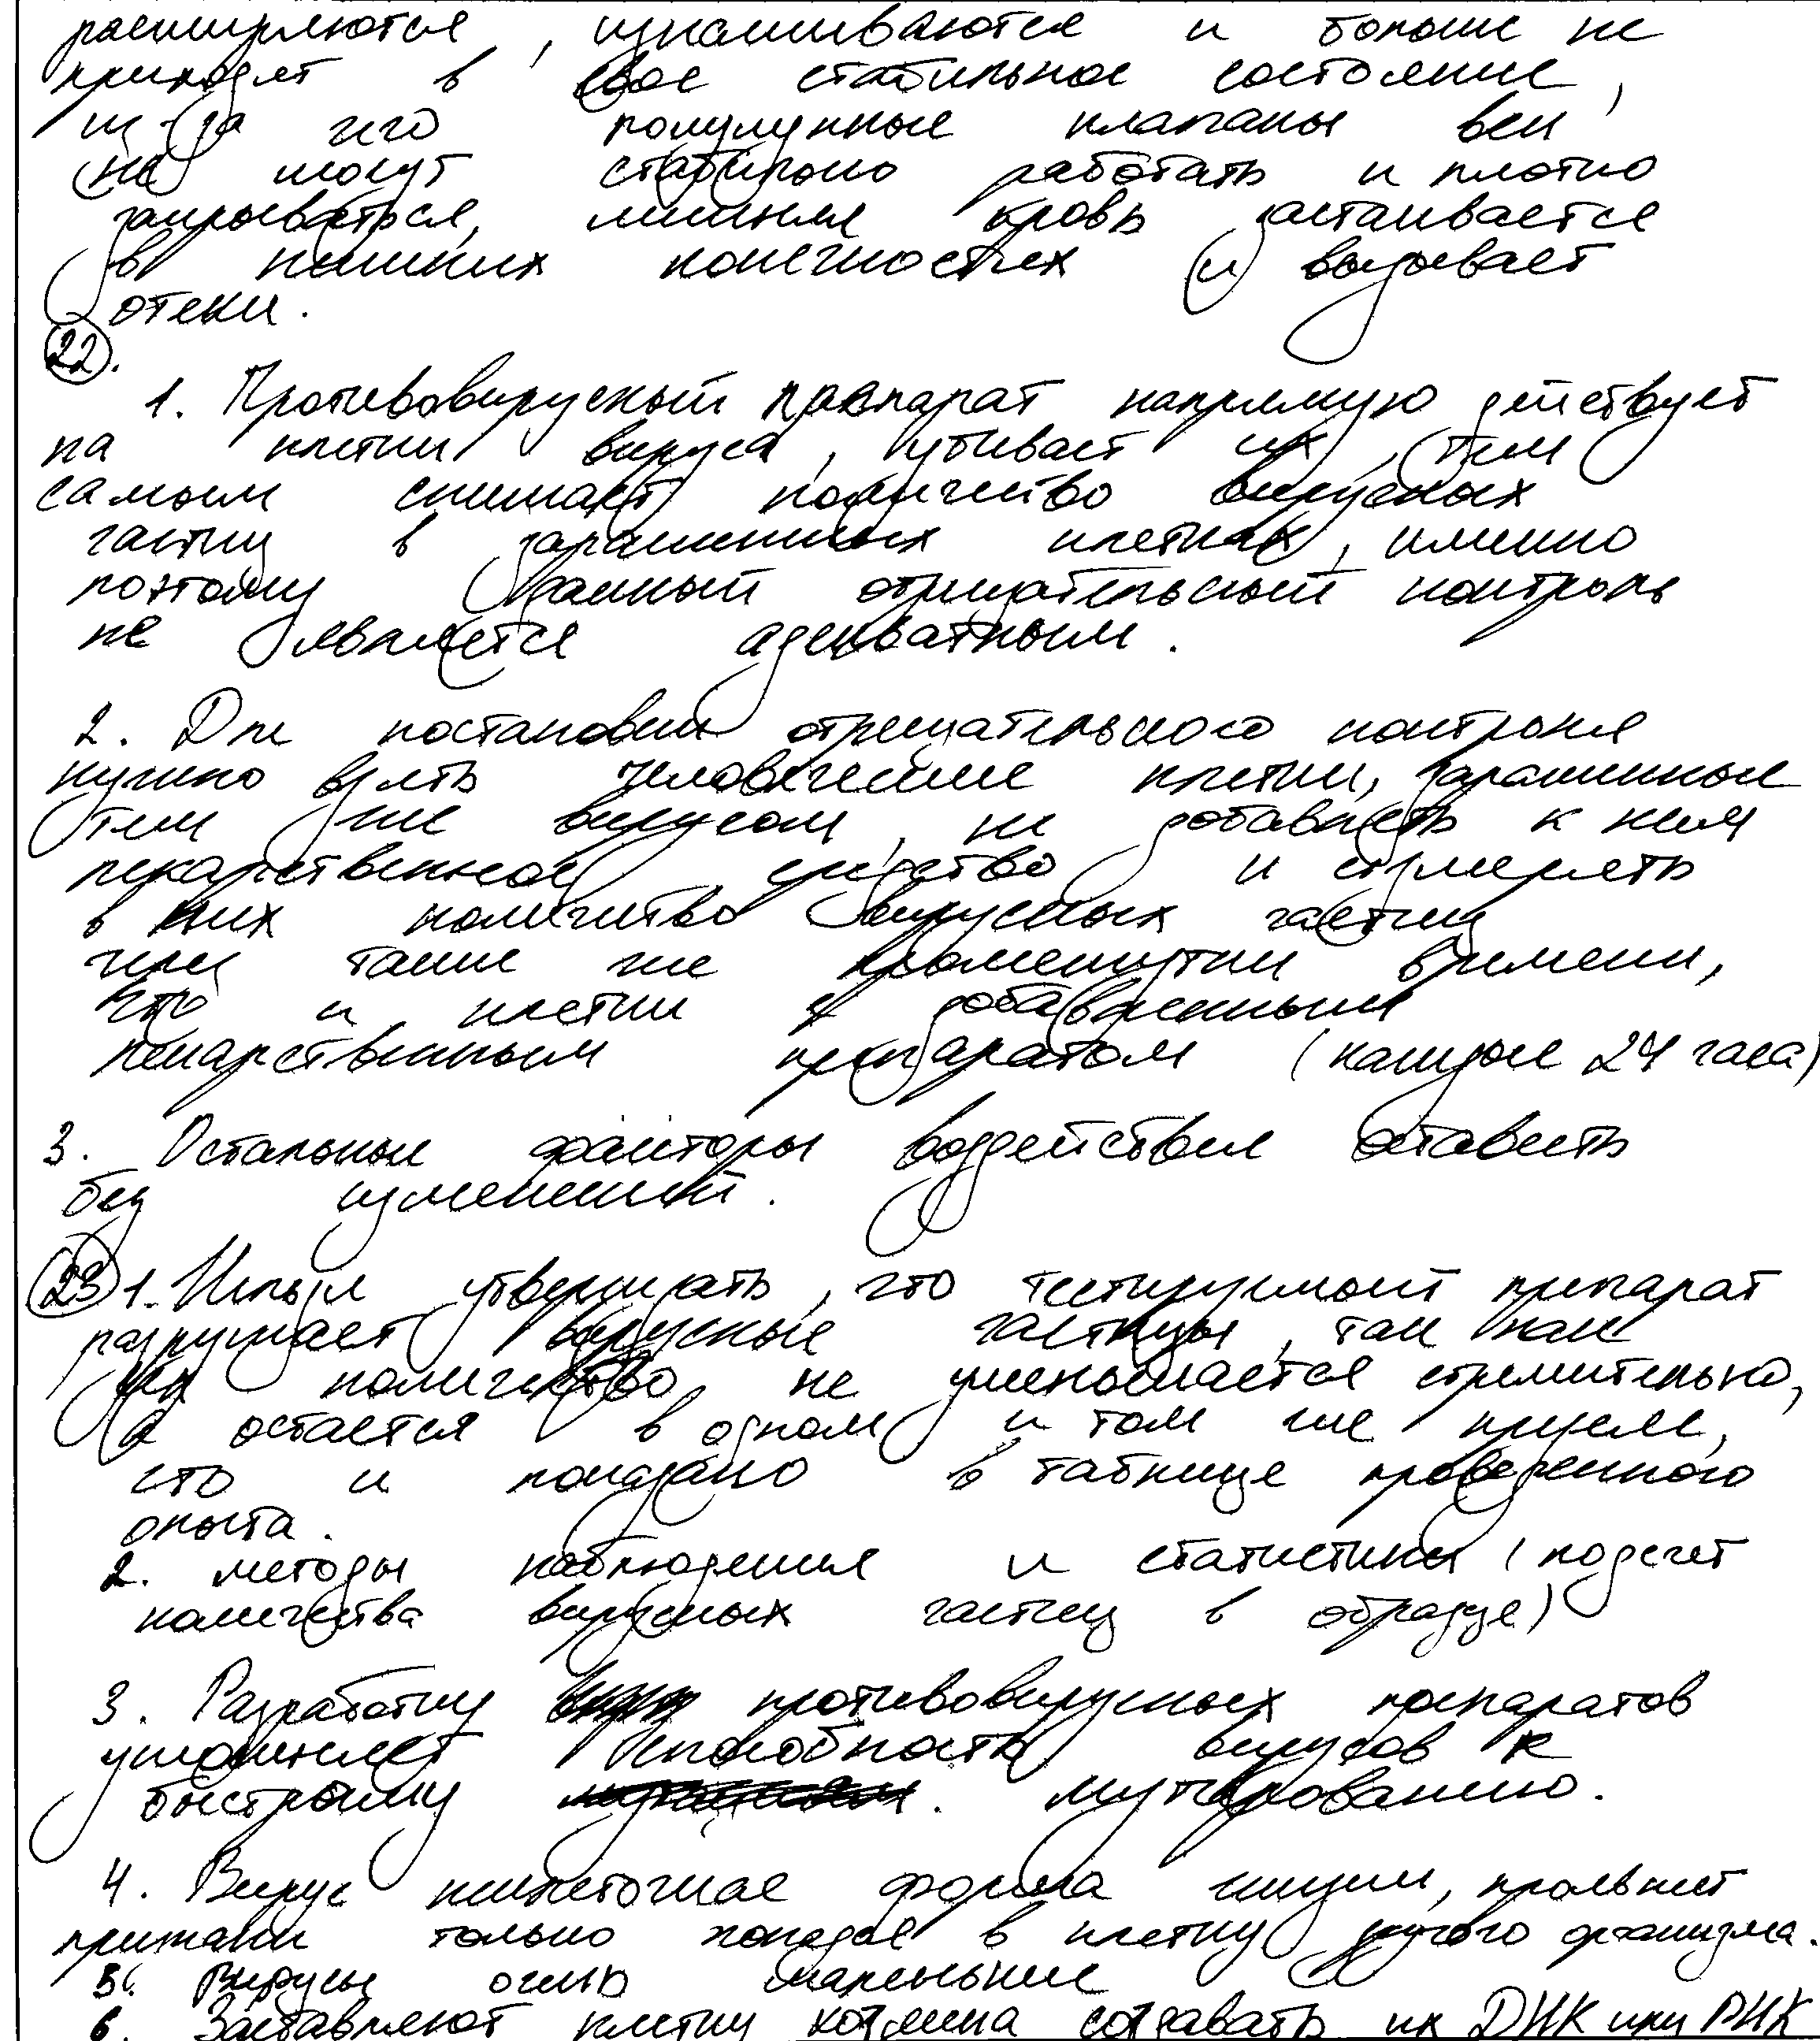 расширяются, изнашиваются и больше не
приходят в свое стабильное состояние,
из-за чего полулунные клапаны вен
не могут стабильно работать и плотно
закрываться, лишняя кровь застаивается
в нижних конечностях и вызывает
отеки.
22.
1. Противовирусный препарат напрямую действует
на клетки вируса, убивает их, тем
самым снижает количество вирусных
частиц в зараженных клетках, именно
поэтому данный отрицательный контроль
не является адекватным.
2. Для постановки отрицательного контроля
нужно взять человеческие клетки, зараженные
тем же вирусом, не добавлять к ним
лекарственное средство и измерять
в них количество вирусных частиц
через такие же промежутки времени,
что и клетки с добавленным
лекарственным препаратом (каждые 24 часа)
3. Остальные факторы воздействия оставить
без изменений.
23 1. Нельзя утверждать, что тестируемый препарат
разрушает вирусные частицы, так как
их количество не уменьшается стремительно,
а остается в одном и том же пределе,
что и показано в таблице проведенного
опыта.
2. методы наблюдения и статистики (подсчет
количества вирусных частиц в образце)
3. Разработку противовирусных препаратов
усложняет способность вирусов к
быстрому мутированию.
4. Вирус неклеточная форма жизни, проявляет
признаки только попадая в клетку другого организма.
5. Вирусы очень маленькие
6. Заставляют клетку хозяина создавать их ДНК или РНК